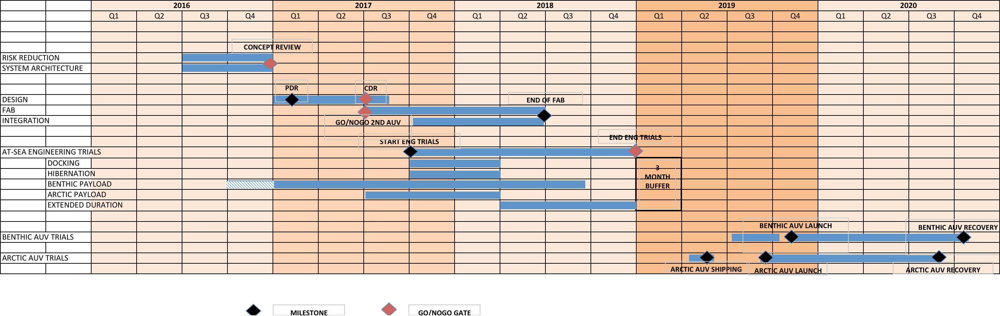 2016 2017 2018 2019 2020
Q1 Q2 Q3 Q4 Q1 Q2 Q3 Q4 Q1 Q2 Q3 Q4 Q1 Q2 Q3 Q4 Q1 Q2 Q3 Q4
CONCEPT REVIEW
RISK REDUCTION
SYSTEM ARCHITECTURE
PDR CDR
DESIGN END OF FAB
FAB
INTEGRATION GO/NOGO 2ND AUV
START ENG TRIALS END ENG TRIALS
AT-SEA ENGINEERING TRIALS
DOCKING
HIBERNATION
BENTHIC PAYLOAD
ARCTIC PAYLOAD
EXTENDED DURATION
3
MONTH
BUFFER
BENTHIC AUV LAUNCH BENTHIC AUV RECOVERY
BENTHIC AUV TRIALS
ARCTIC AUV TRIALS
ARCTIC AUV SHIPPING ARCTIC AUV LAUNCH ARCTIC AUV RECOVERY
MILESTONE GO/NOGO GATE